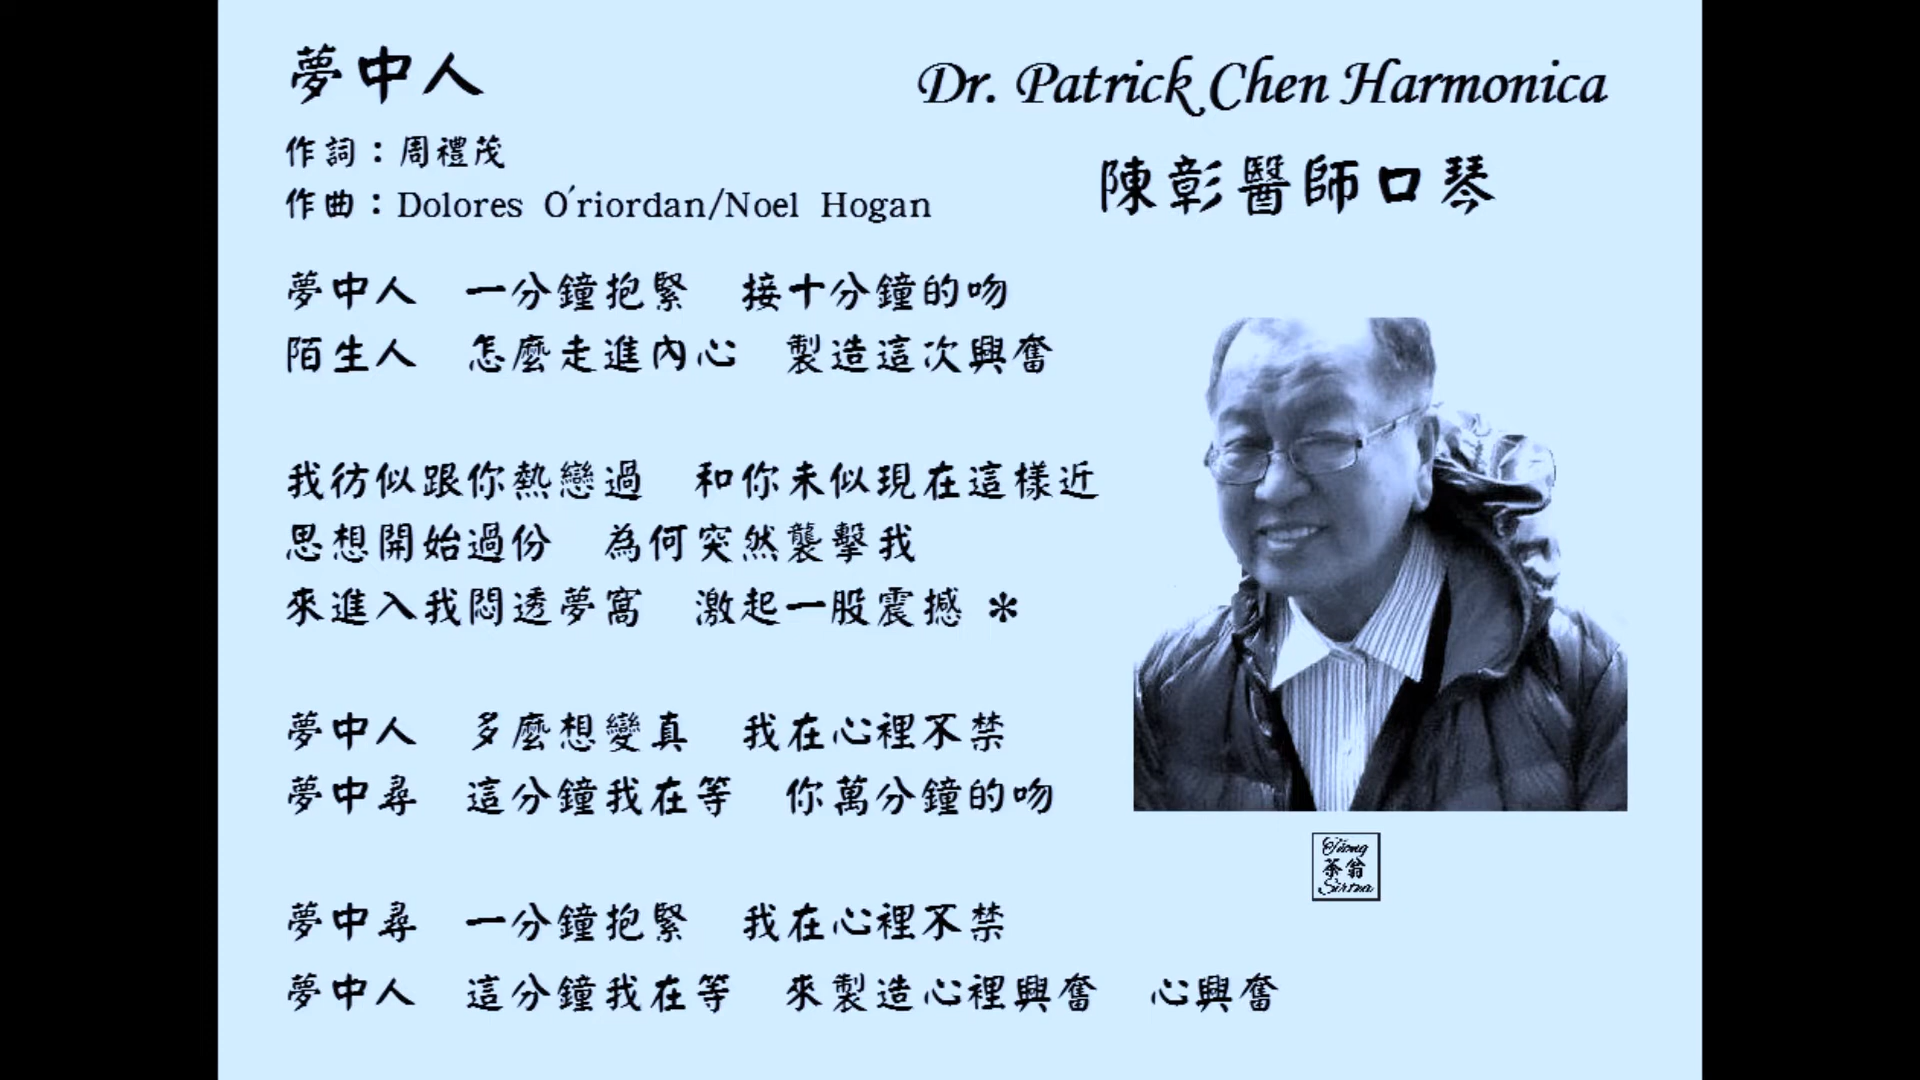 夢中人
Dr. Patrick Chen Harmonica
作詞：周禮茂
作曲：Dolores O'riordan/Noel Hogan
陳彰醫師口琴
夢中人　一分鐘抱緊　接十分鐘的吻
陌生人　怎麼走進內心　製造這次興奮
我彷似跟你熱戀過　和你未似現在這樣近
思想開始過份　為何突然襲擊我
來進入我悶透夢窩　激起一股震撼 ＊
夢中人　多麼想變真　我在心裡不禁
夢中尋　這分鐘我在等　你萬分鐘的吻
夢中尋　一分鐘抱緊　我在心裡不禁
夢中人　這分鐘我在等　來製造心裡興奮　心興奮
茶翁